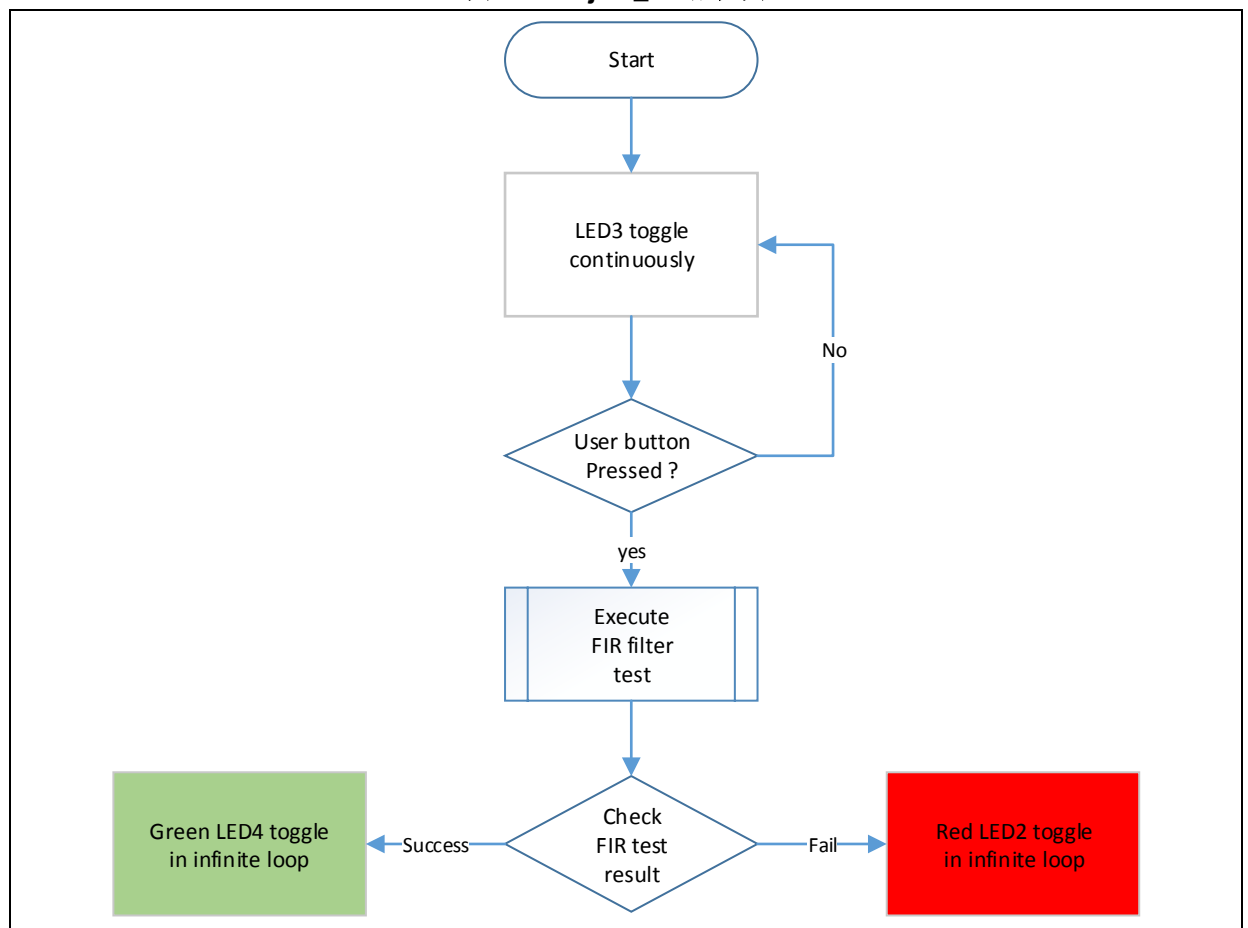 Start
LED3 toggle
continuously
No
User button
Pressed ?
yes
Execute
FIR filter
test
Green LED4 toggle
in infinite loop
Success
Check
FIR test
result
Fail
Red LED2 toggle
in infinite loop